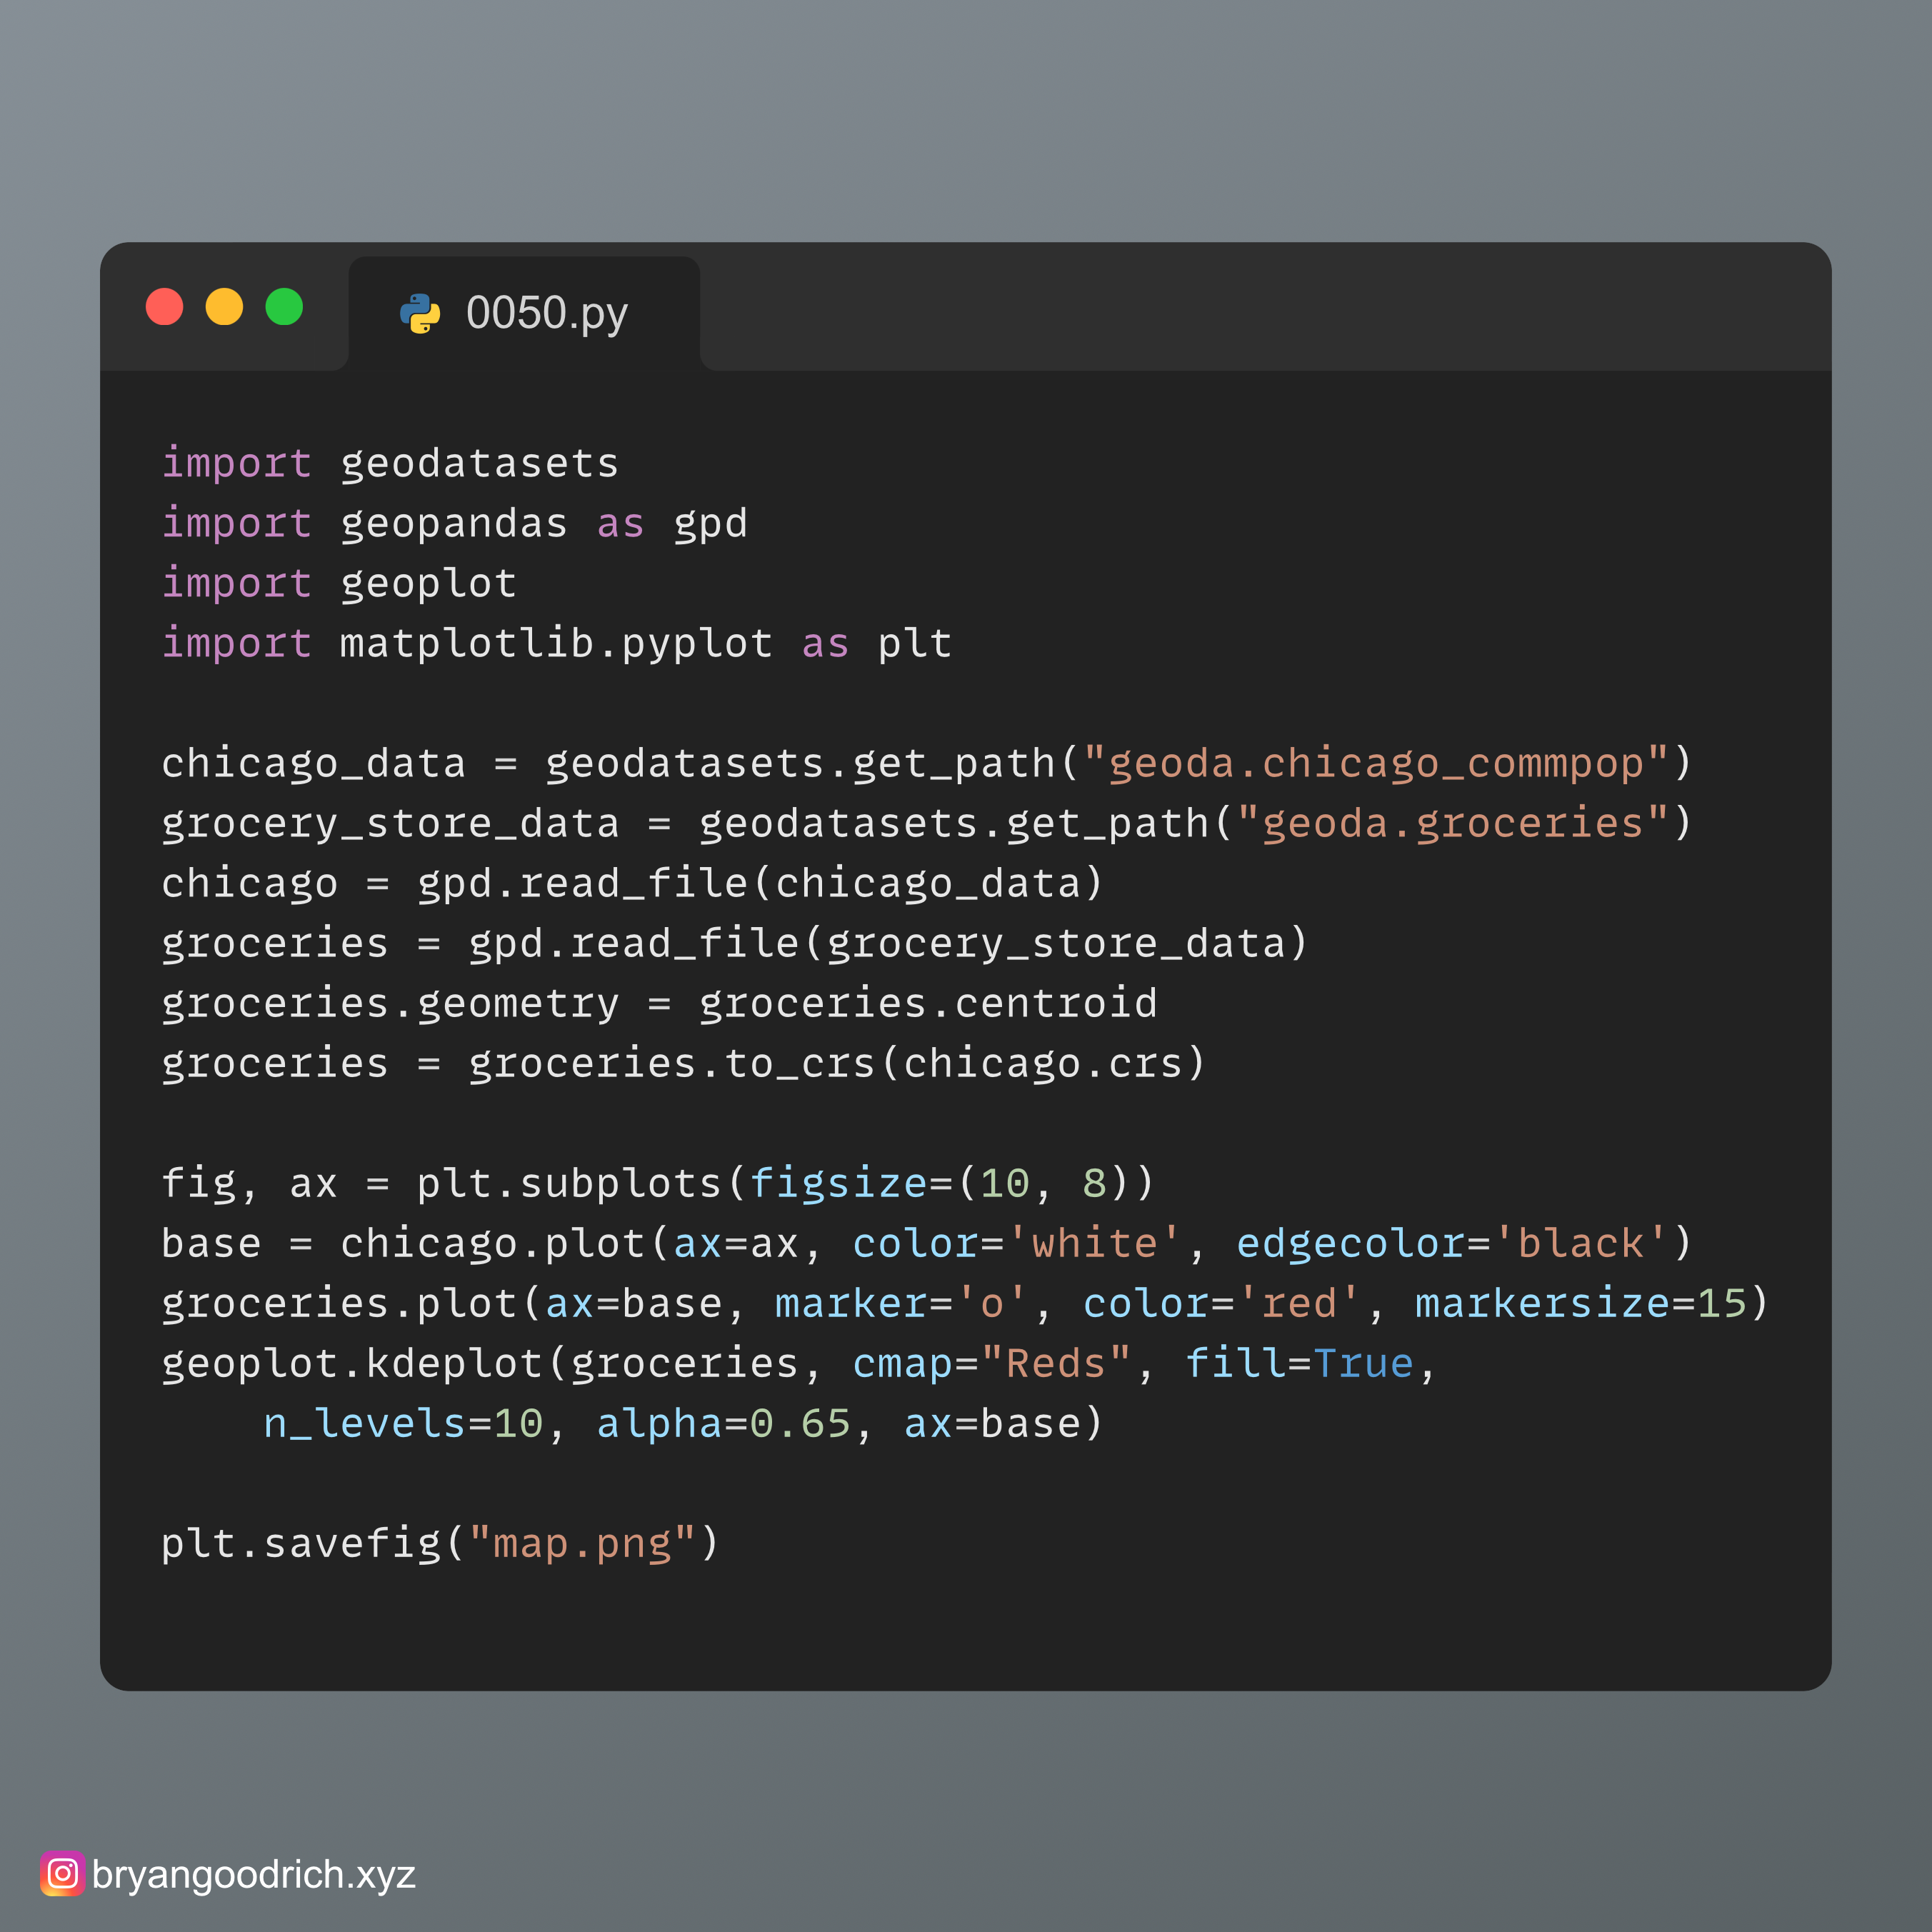 0050.py
import geodatasets
import geopandas as gpd
import geoplot
import matplotlib.pyplot as plt
chicago_data = geodatasets.get_path("geoda.chicago_commpop")
grocery_store_data = geodatasets.get_path("geoda.groceries")
chicago = gpd.read_file(chicago_data)
groceries = gpd.read_file(grocery_store_data)
groceries.geometry = groceries.centroid
groceries = groceries.to_crs(chicago.crs)
fig, ax = plt.subplots(figsize=(10, 8))
base = chicago.plot(ax=ax, color='white', edgecolor='black')
groceries.plot(ax=base, marker='o', color='red', markersize=15)
geoplot.kdeplot(groceries, cmap="Reds", fill=True,
    n_levels=10, alpha=0.65, ax=base)
plt.savefig("map.png")
bryangoodrich.xyz